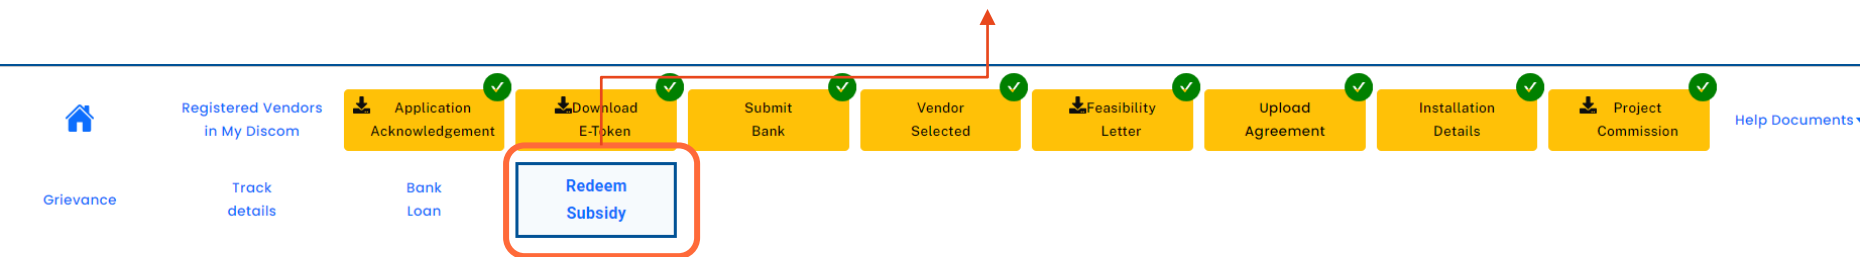 Registered Vendors
in My Discom
Application
Acknowledgement
Download
E-Token
Submit
Bank
Vendor
Selected
Feasibility
Letter
Upload
Agreement
Installation
Details
Project
Commission
Help Documents
Grievance
Track
details
Bank
Loan
Redeem
Subsidy